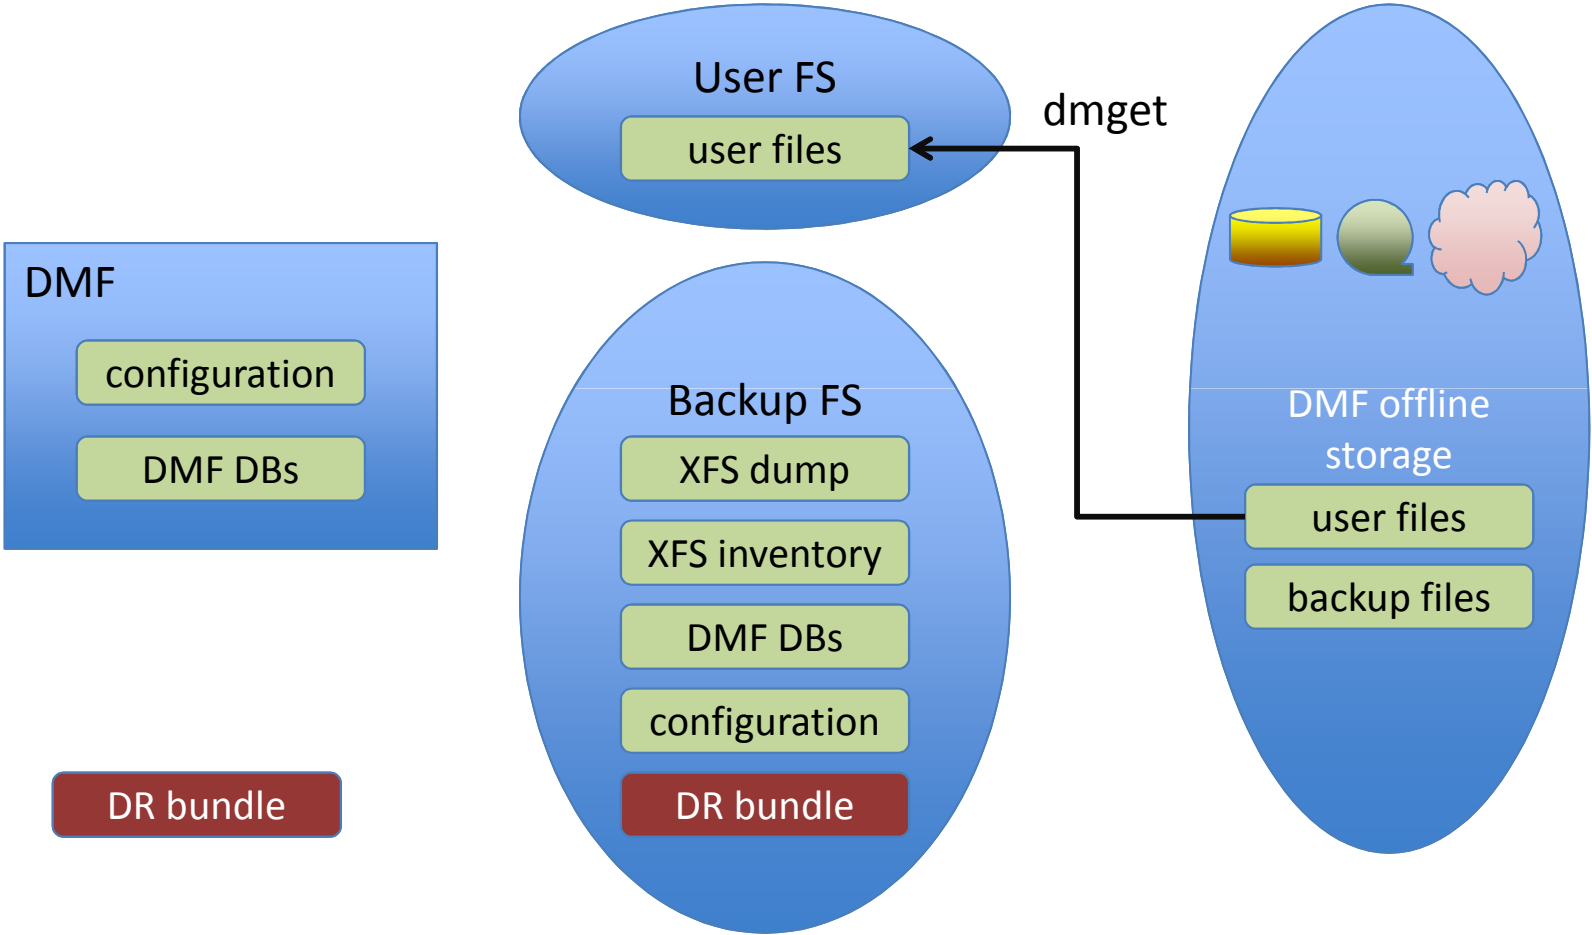 User FS
user files
dmget
DMF
configuration
DMF DBs
Backup FS
XFS dump
XFS inventory
DMF DBs
configuration
DR bundle
DR bundle
DMF offline
storage
user files
backup files